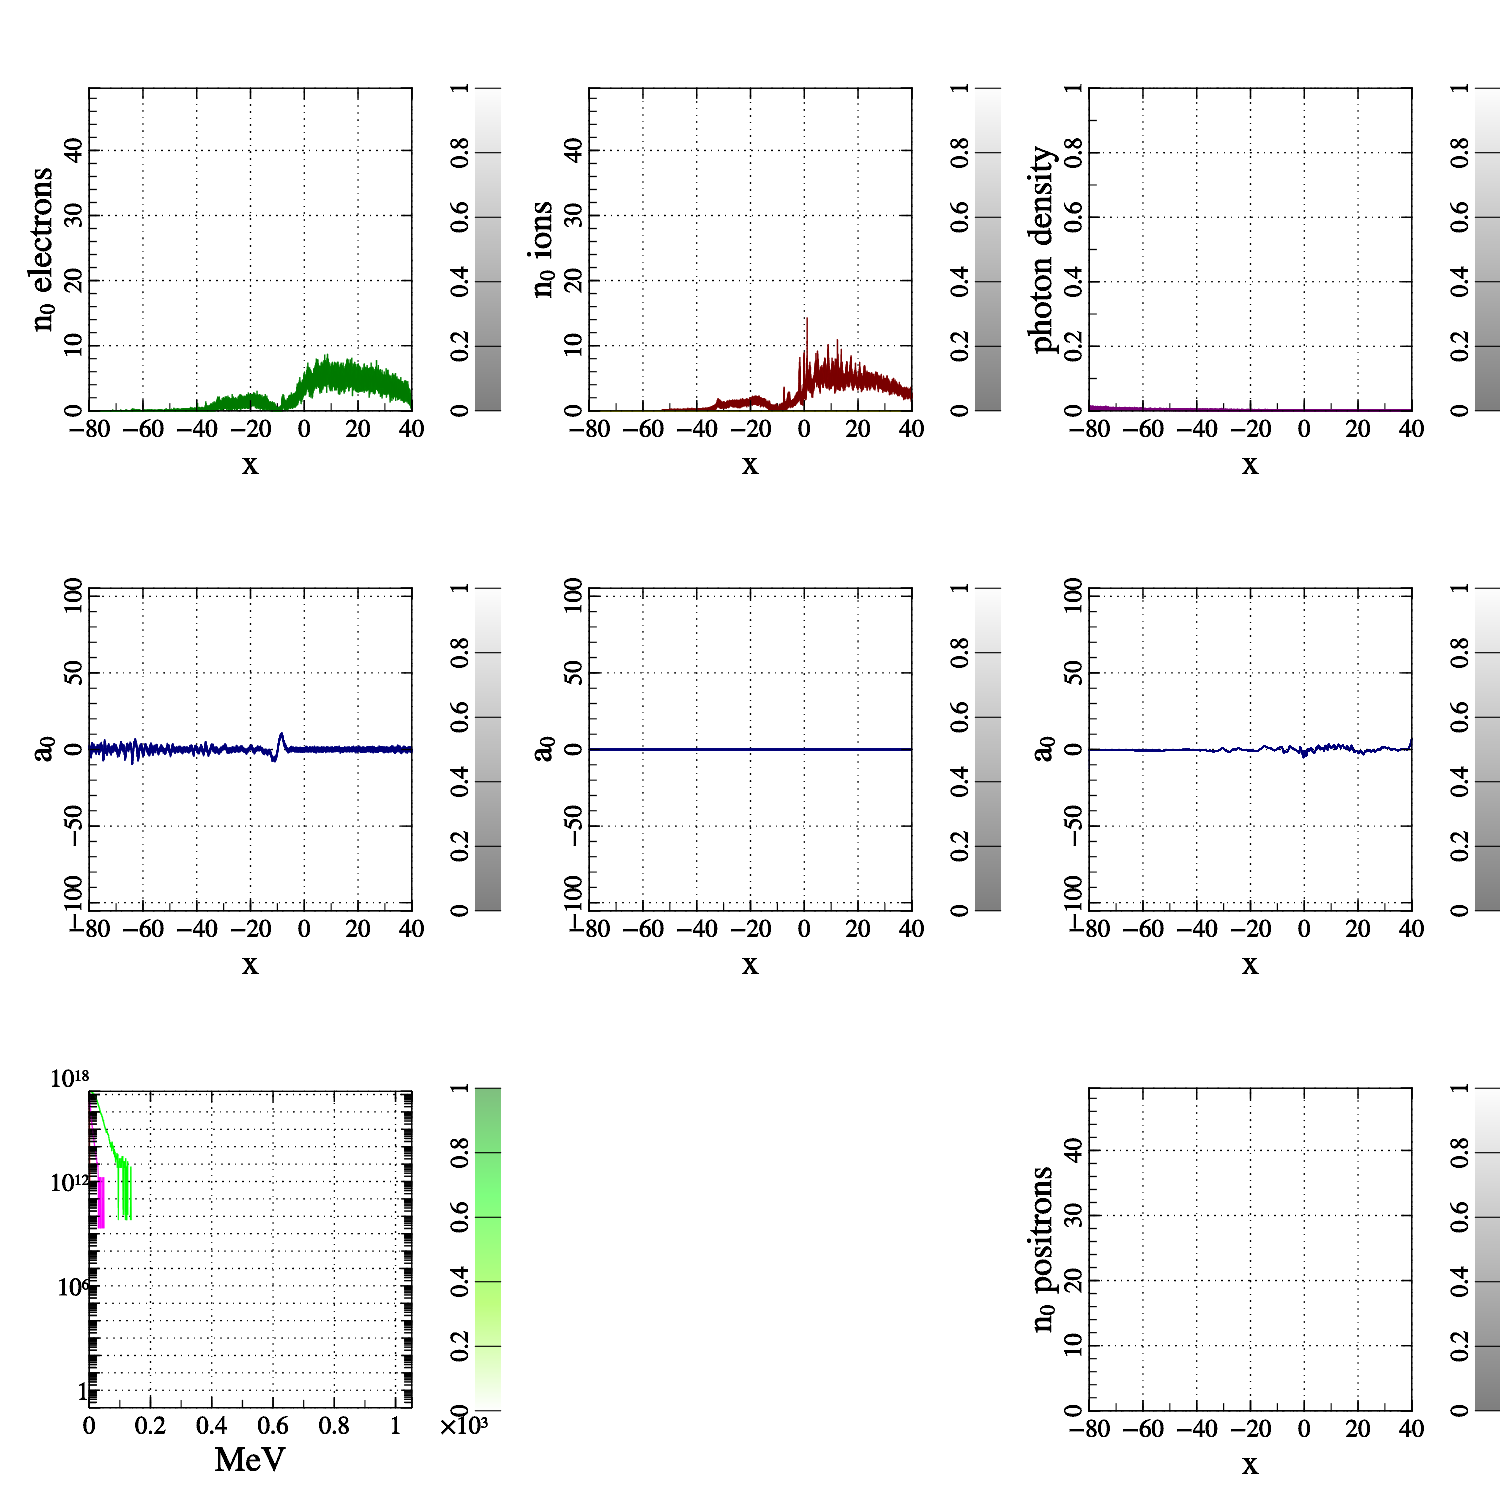 n₀ electrons
0 10 20 30 40
−80 −60 −40 −20 0 20 40
x
0 0.2 0.4 0.6 0.8 1
n₀ ions
0 10 20 30 40
−80 −60 −40 −20 0 20 40
x
0 0.2 0.4 0.6 0.8 1
photon density
0 0.2 0.4 0.6 0.8 1
−80 −60 −40 −20 0 20 40
x
0 0.2 0.4 0.6 0.8 1
a₀
−100 −50 0 50 100
−80 −60 −40 −20 0 20 40
x
0 0.2 0.4 0.6 0.8 1
a₀
−100 −50 0 50 100
−80 −60 −40 −20 0 20 40
x
0 0.2 0.4 0.6 0.8 1
a₀
−100 −50 0 50 100
−80 −60 −40 −20 0 20 40
x
0 0.2 0.4 0.6 0.8 1
10¹⁸
10¹²
10⁶
1
0 0.2 0.4 0.6 0.8 1
×10³
MeV
0 0.2 0.4 0.6 0.8 1
n₀ positrons
0 10 20 30 40
−80 −60 −40 −20 0 20 40
x
0 0.2 0.4 0.6 0.8 1